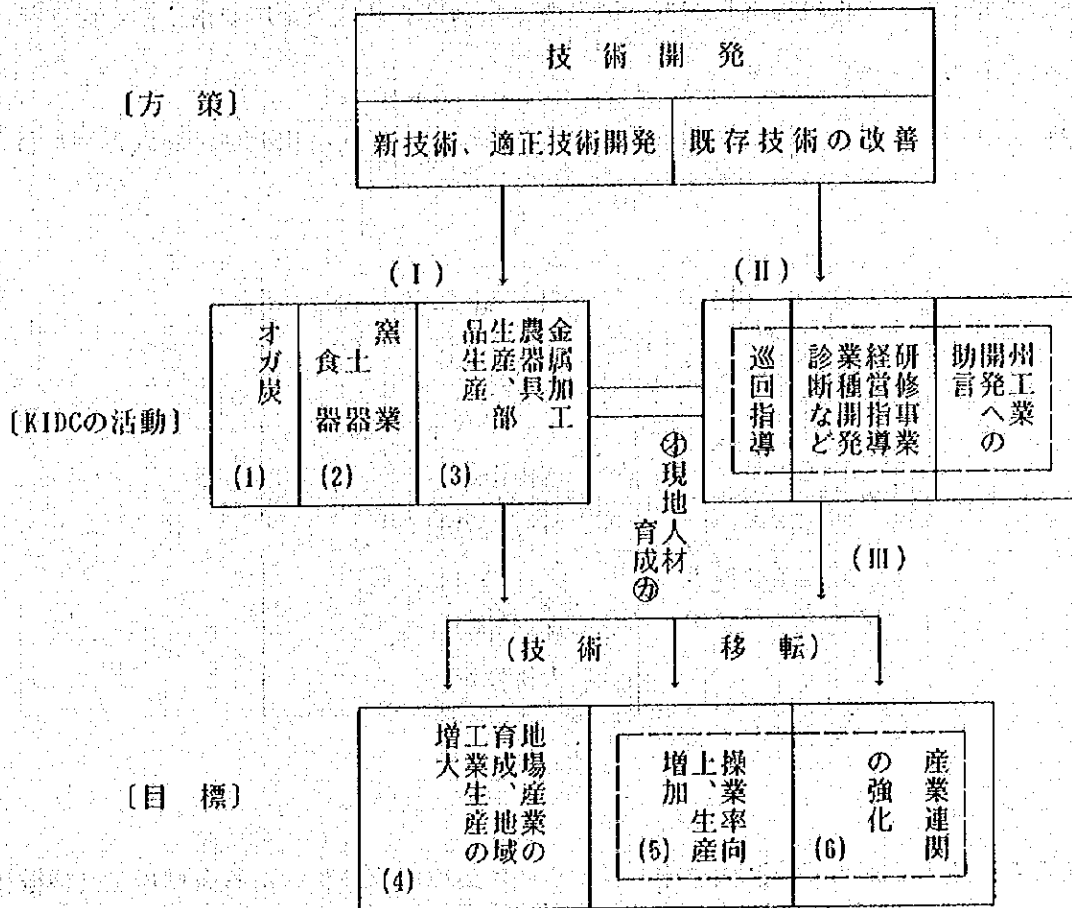 技術開発
〔方 策〕
新技術、適正技術開発
既存技術の改善
(I)
(II)
〔KIDCの活動〕
オガ炭
(1)
窯業
土器
食器
(2)
金属加工
農器具
生産、部
品生産
(3)
巡回指導
研修事業
経営指導
業種開発
診断など
州工業
開発への
助言
㋔現地人材
育成㋕
(III)
(技 術 移 転)
〔目 標〕
地場産業の
育成、地域
工業生産の
増大
(4)
操業率向
上、生産
増加
(5)
産業連関
の強化
(6)